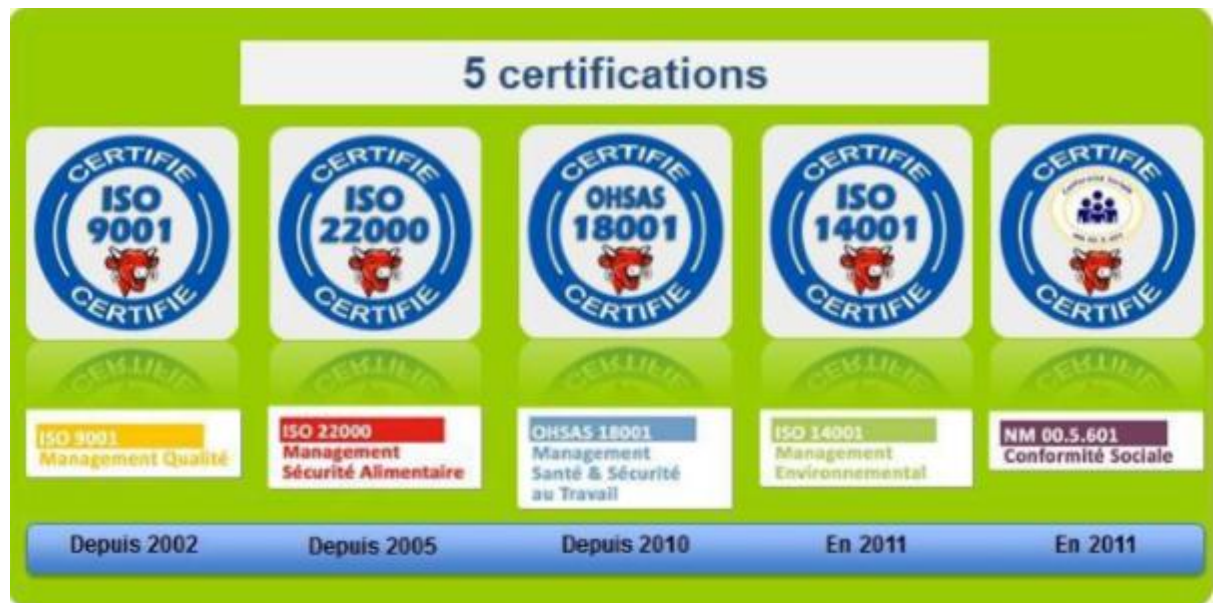 5 certifications
CERTIFIE
ISO
9001
CERTIFIE
CERTIFIE
ISO
22000
CERTIFIE
CERTIFIE
OHSAS
18001
CERTIFIE
CERTIFIE
ISO
14001
CERTIFIE
CERTIFIE
Conformité Sociale
CERTIFIE
ISO 9001
Management Qualité
ISO 22000
Management
Sécurité Alimentaire
OHSAS 18001
Management
Santé & Sécurité
au Travail
ISO 14001
Management
Environnemental
NM 00.5.601
Conformité Sociale
Depuis 2002
Depuis 2005
Depuis 2010
En 2011
En 2011